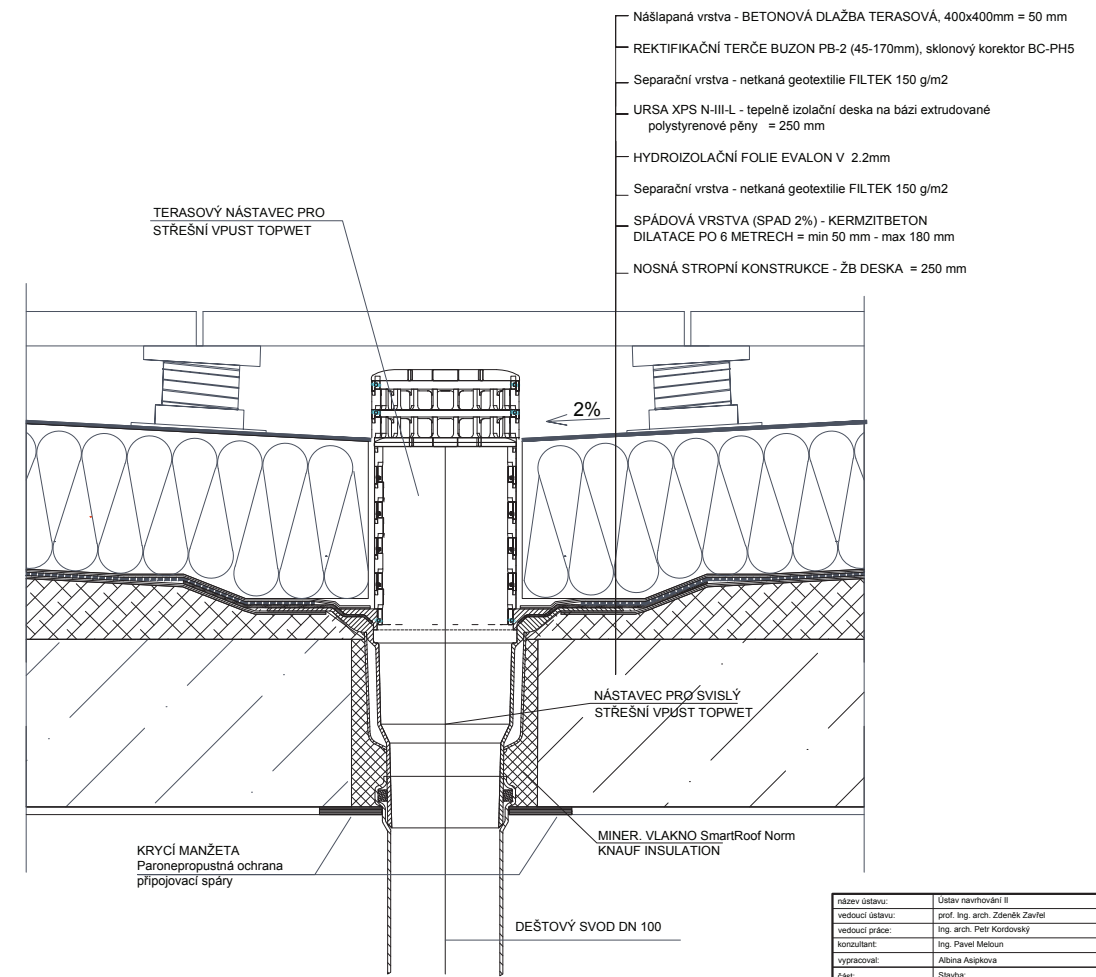 Nášlapaná vrstva - BETONOVÁ DLAŽBA TERASOVÁ, 400x400mm = 50 mm
REKTIFIKAČNÍ TERČE BUZON PB-2 (45-170mm), sklonový korektor BC-PH5
Separační vrstva - netkaná geotextilie FILTEK 150 g/m2
URSA XPS N-III-L - tepelně izolační deska na bázi extrudované
polystyrenové pěny = 250 mm
HYDROIZOLAČNÍ FOLIE EVALON V 2.2mm
Separační vrstva - netkaná geotextilie FILTEK 150 g/m2
SPÁDOVÁ VRSTVA (SPAD 2%) - KERMZITBETON
DILATACE PO 6 METRECH = min 50 mm - max 180 mm
NOSNÁ STROPNÍ KONSTRUKCE - ŽB DESKA = 250 mm
TERASOVÝ NÁSTAVEC PRO
STŘEŠNÍ VPUST TOPWET
2%
NÁSTAVEC PRO SVISLÝ
STŘEŠNÍ VPUST TOPWET
MINER. VLAKNO SmartRoof Norm
KNAUF INSULATION
KRYCÍ MANŽETA
Paronepropustná ochrana
připojovací spáry
DEŠTOVÝ SVOD DN 100
název ústavu: Ústav navrhování II
vedoucí ústavu: prof. Ing. arch. Zdeněk Zavřel
vedoucí práce: Ing. arch. Petr Kordovský
konzultant: Ing. Pavel Meloun
vypracoval: Albina Asipkova
část: Stavba: